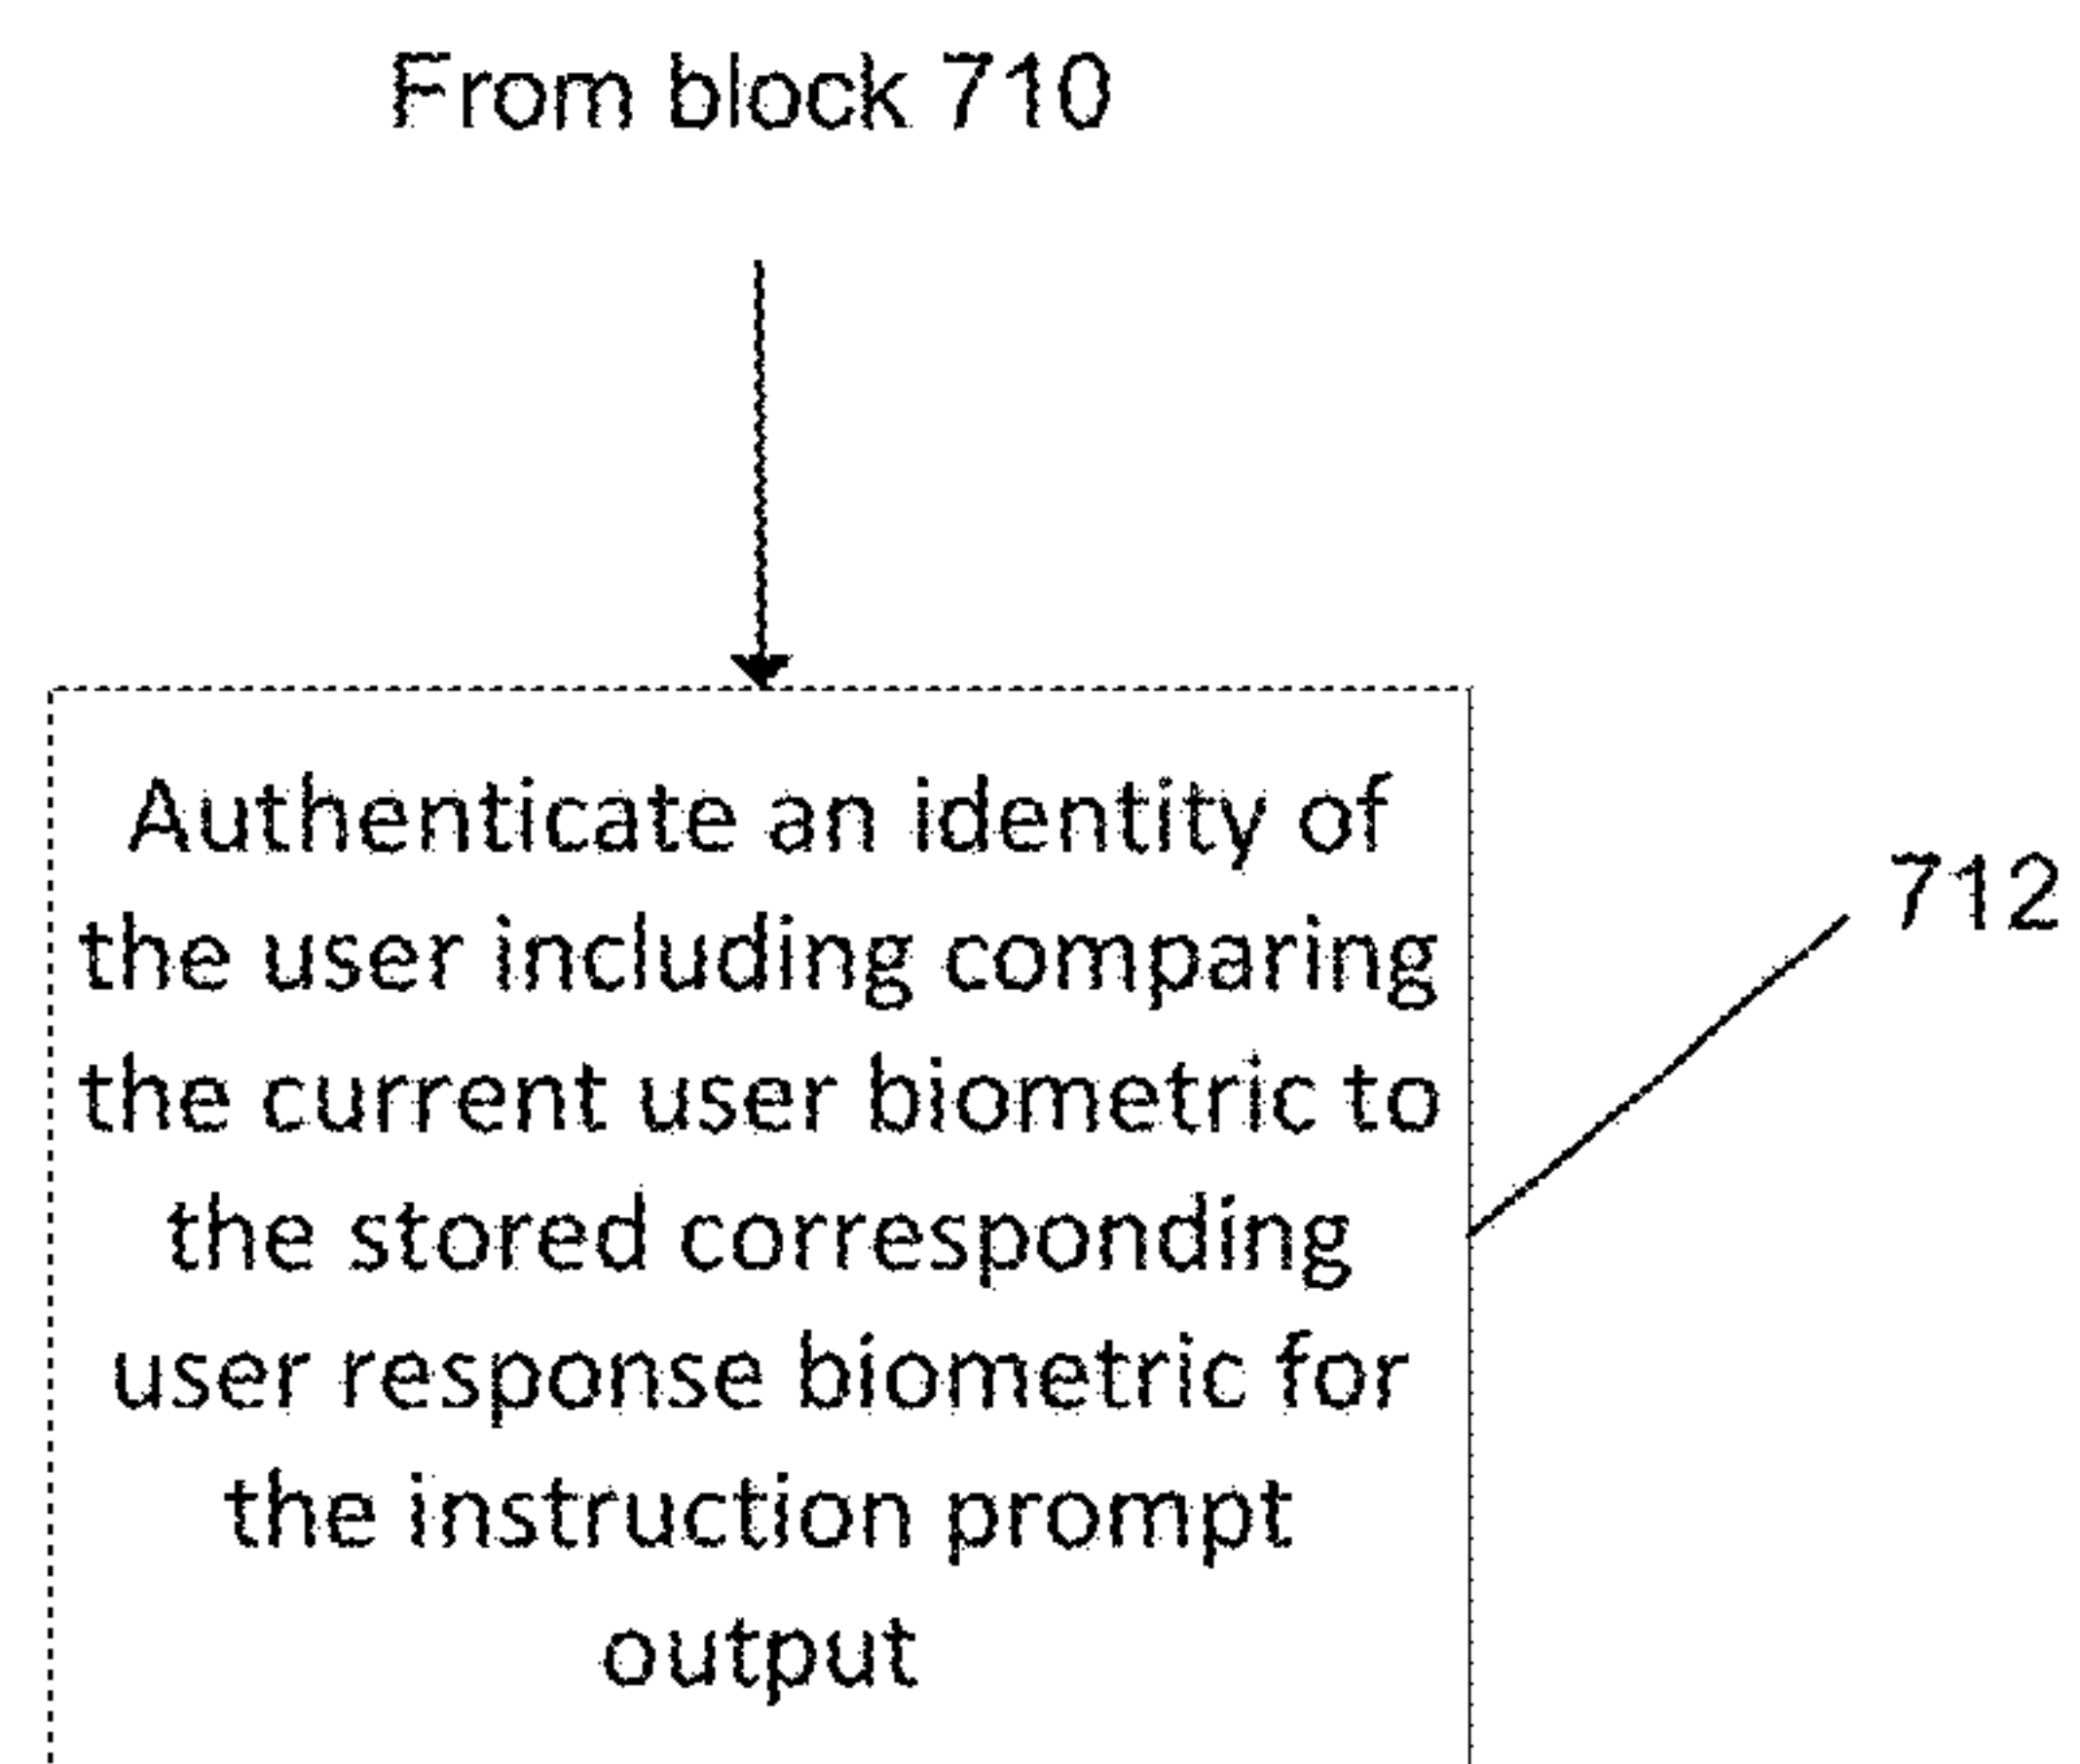 From block 710
Authenticate an identity of
the user including comparing
the current user biometric to
the stored corresponding
user response biometric for
the instruction prompt
output
712